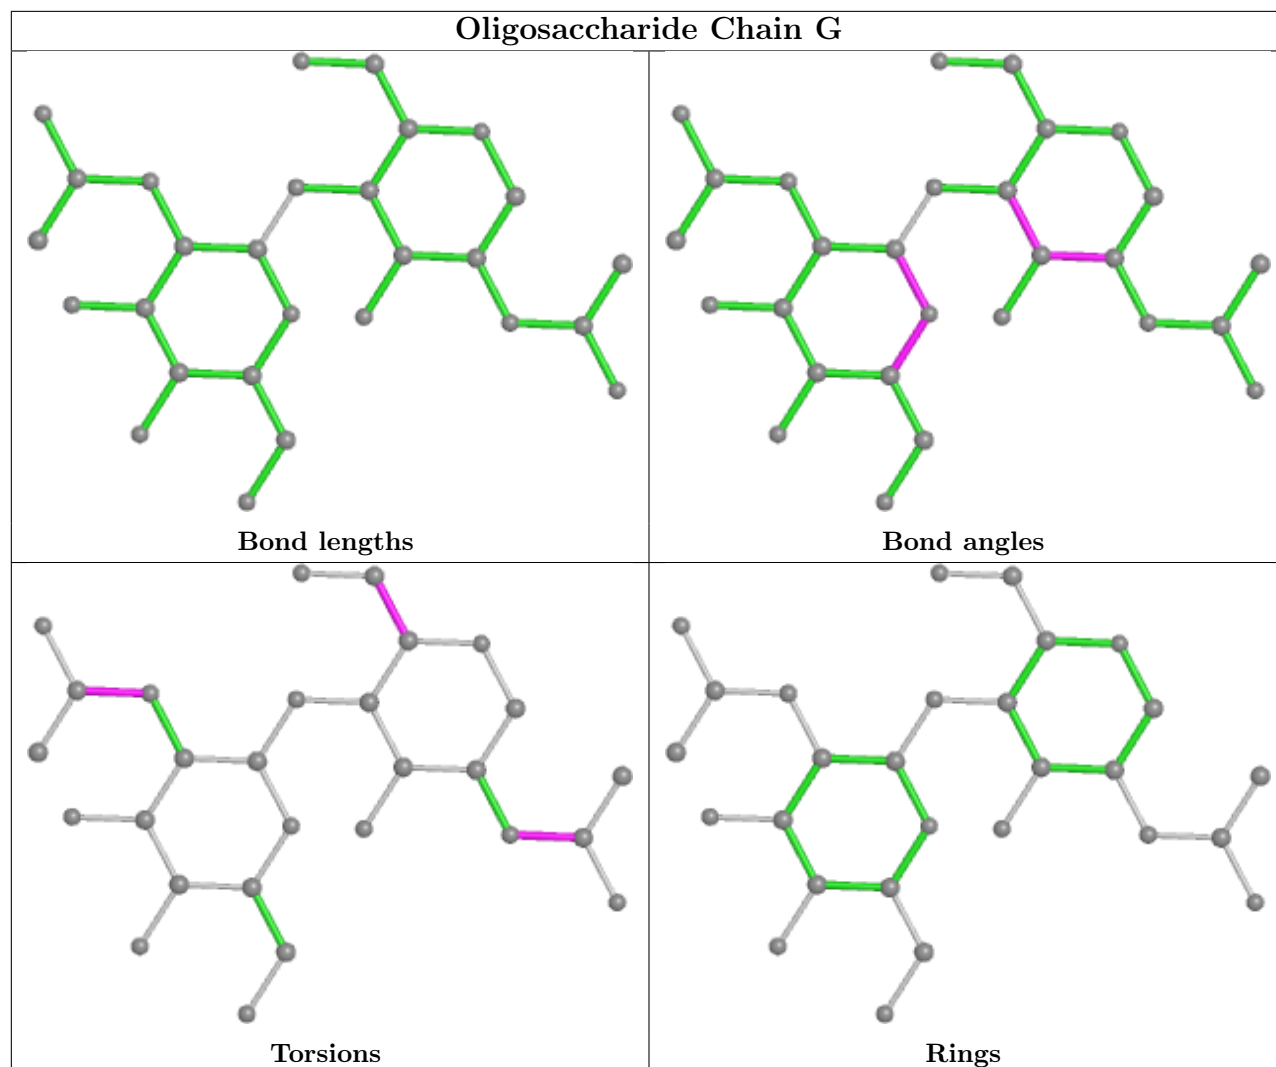 Oligosaccharide Chain G
Bond lengths
Bond angles
Torsions
Rings